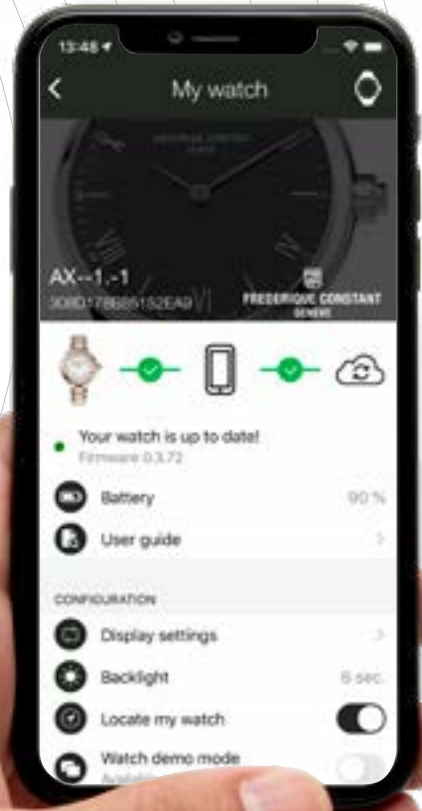 13:48
My watch
AX--1.-1
FREDERIQUE CONSTANT
GENEVE
Your watch is up to date!
Firmware 0.3.72
Battery
90 %
User guide
CONFIGURATION
Display settings
Backlight
6 sec.
Locate my watch
Watch demo mode